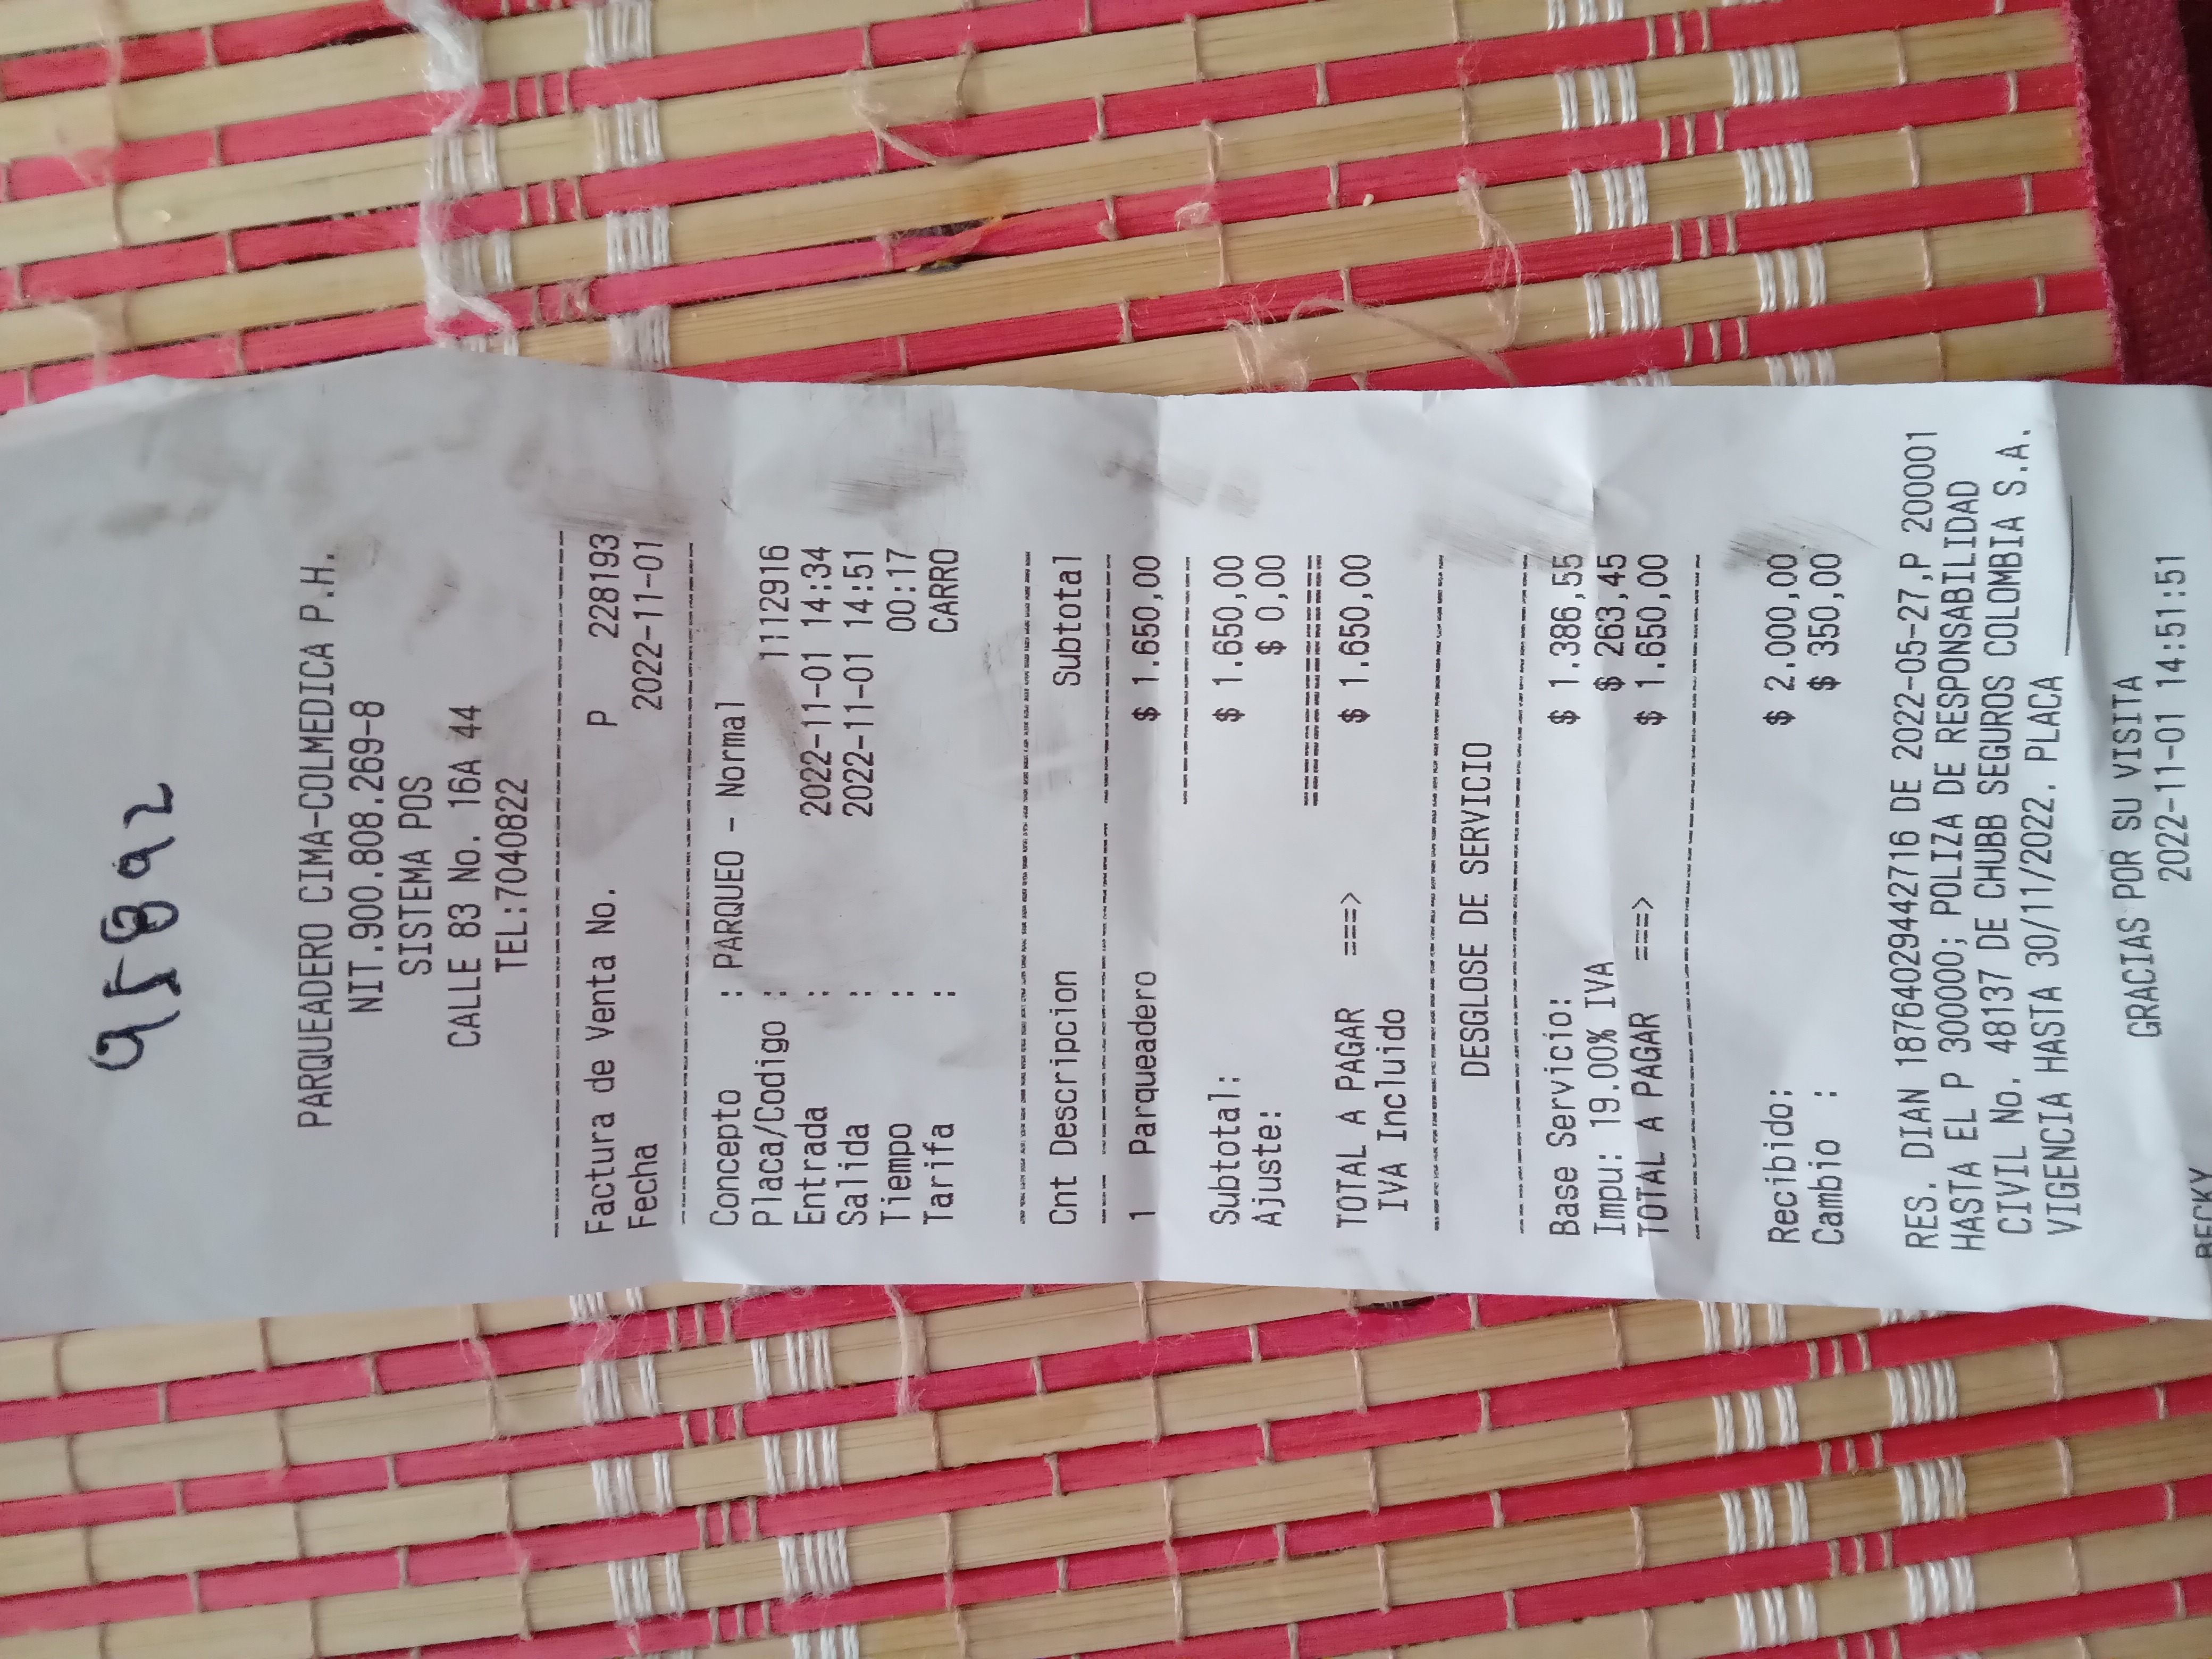 95892
PARQUEADERO CIMA-COLMEDICA P.H.
NIT.900.808.269-8
SISTEMA POS
CALLE 83 No. 16A 44
TEL:7040822
Factura de Venta No. P 228193
Fecha 2022-11-01
Concepto : PARQUEO - Normal
Placa/Codigo : 1112916
Entrada : 2022-11-01 14:34
Salida : 2022-11-01 14:51
Tiempo : 00:17
Tarifa : CARRO
Cnt Descripcion Subtotal
1 Parqueadero $ 1.650,00
Subtotal: $ 1.650,00
Ajuste: $ 0,00
TOTAL A PAGAR ===> $ 1.650,00
IVA Incluido
DESGLOSE DE SERVICIO
Base Servicio: $ 1.386,55
Impu: 19.00% IVA $ 263,45
TOTAL A PAGAR ===> $ 1.650,00
Recibido: $ 2.000,00
Cambio : $ 350,00
RES. DIAN 18764029442716 DE 2022-05-27,P 200001
HASTA EL P 300000; POLIZA DE RESPONSABILIDAD
CIVIL No. 48137 DE CHUBB SEGUROS COLOMBIA S.A.
VIGENCIA HASTA 30/11/2022. PLACA ______
GRACIAS POR SU VISITA
2022-11-01 14:51:51
BECKY